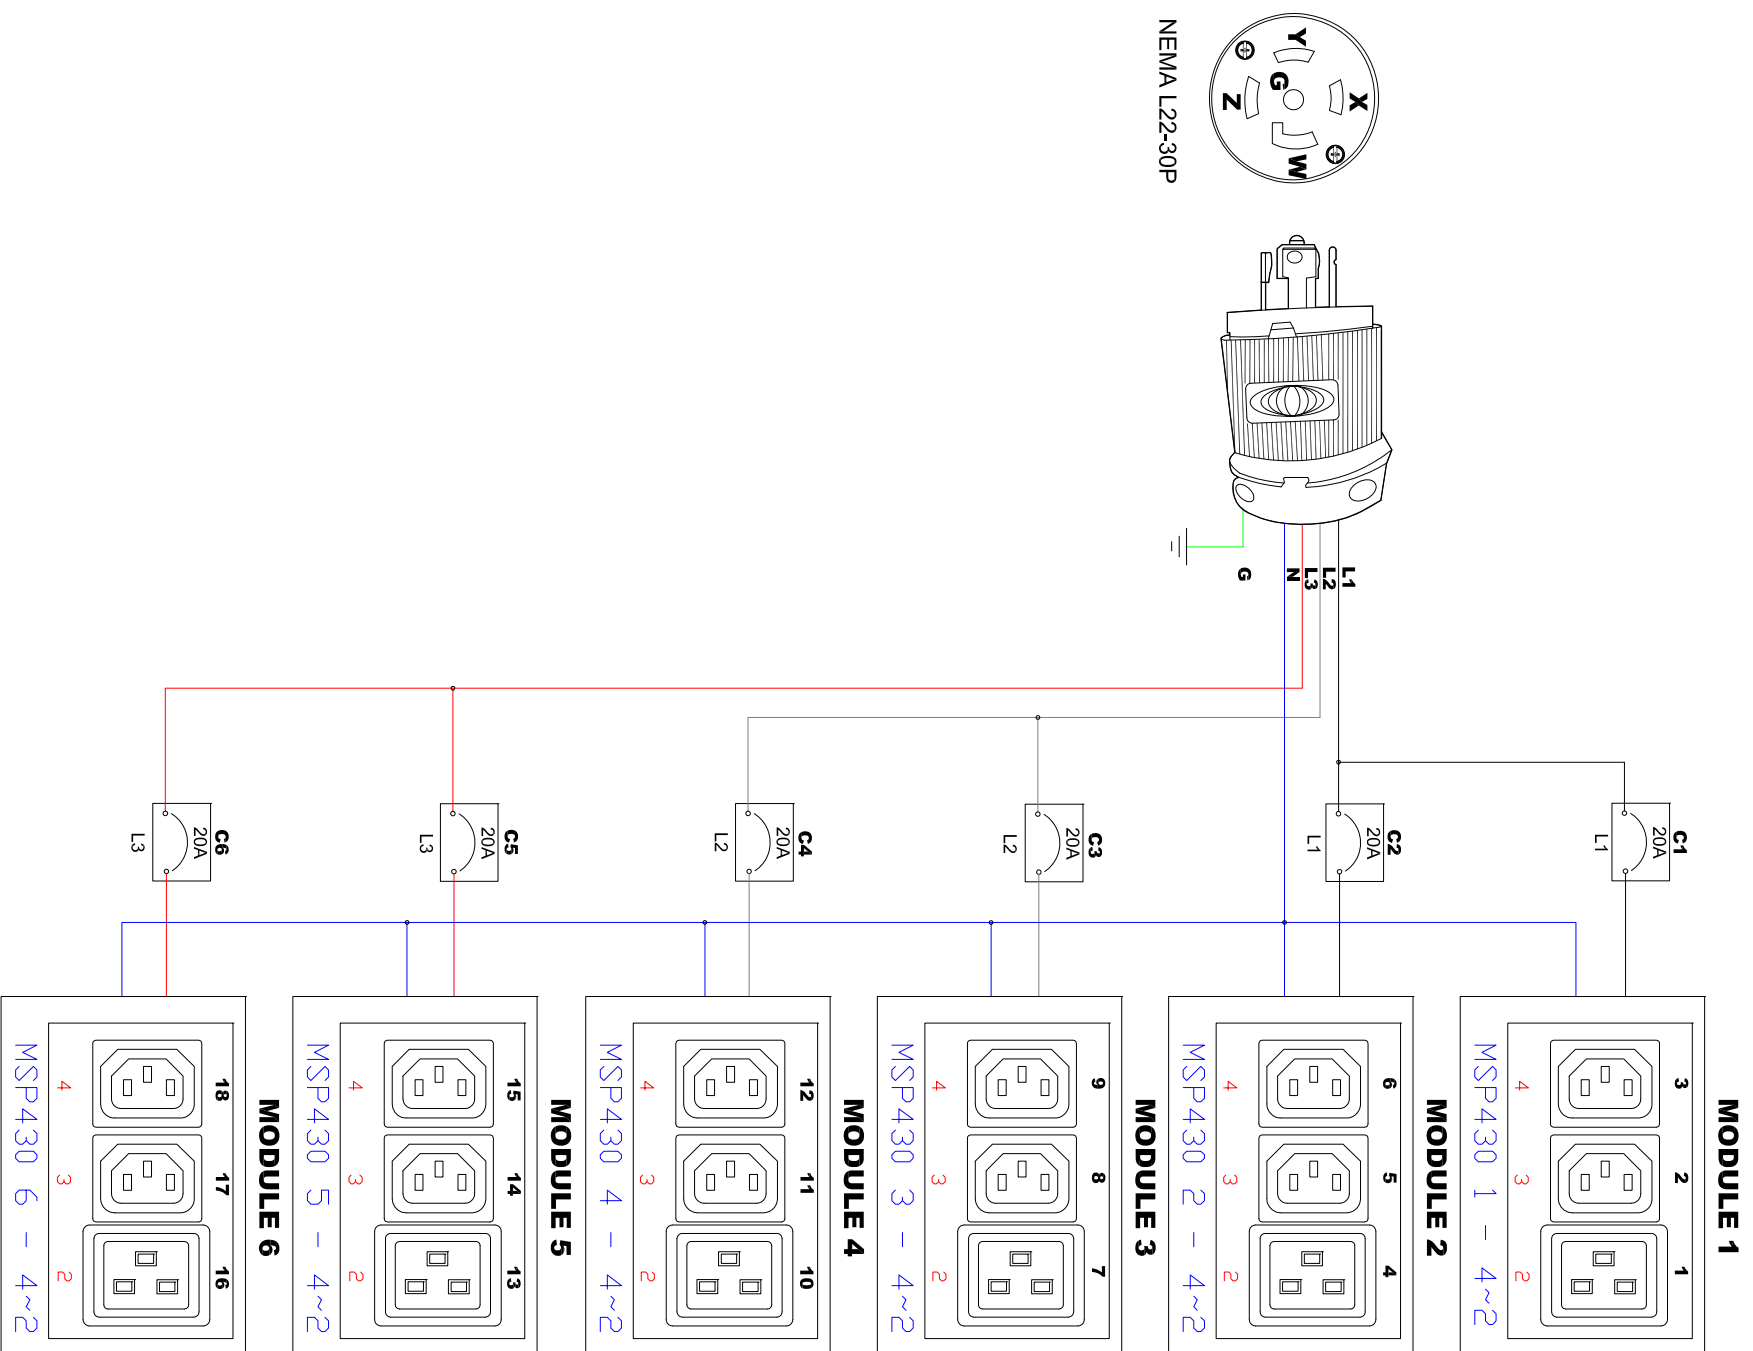 NEMA L22-30P
Y
G
X
Z
W
L1
L2
L3
N
G
C1
20A
L1
C2
20A
L1
C3
20A
L2
C4
20A
L2
C5
20A
L3
C6
20A
L3
MODULE 1
3
2
1
4
3
2
MSP430 1 - 4~2
MODULE 2
6
5
4
4
3
2
MSP430 2 - 4~2
MODULE 3
9
8
7
4
3
2
MSP430 3 - 4~2
MODULE 4
12
11
10
4
3
2
MSP430 4 - 4~2
MODULE 5
15
14
13
4
3
2
MSP430 5 - 4~2
MODULE 6
18
17
16
4
3
2
MSP430 6 - 4~2